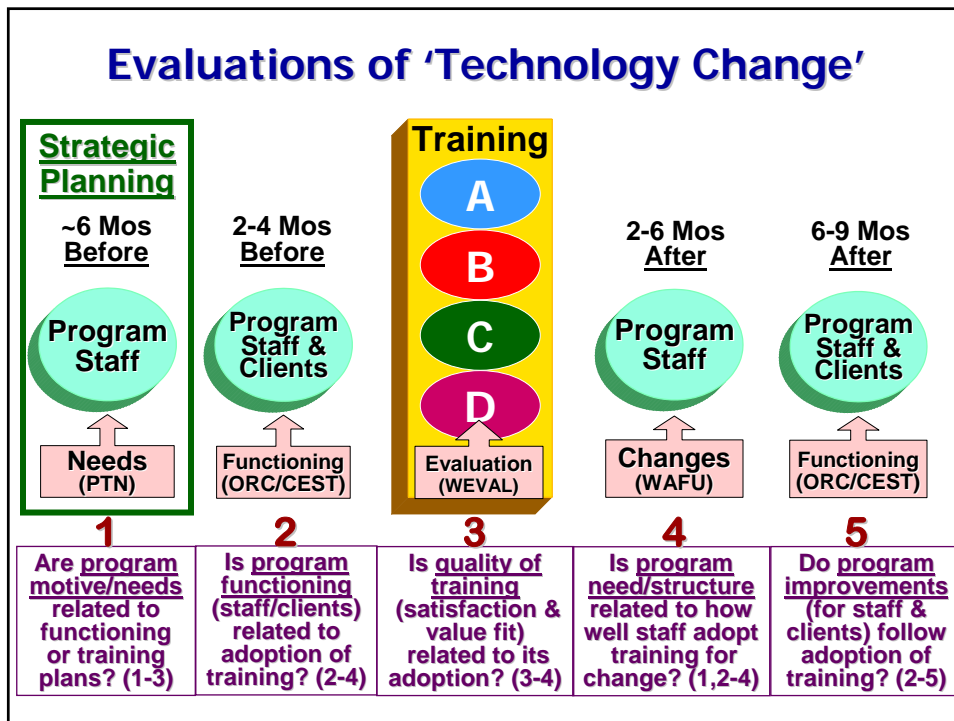 Evaluations of ‘Technology Change’
Strategic
Planning
~6 Mos
Before
Program
Staff
Needs
(PTN)
2-4 Mos
Before
Program
Staff &
Clients
Functioning
(ORC/CEST)
Training
A
B
C
D
Evaluation
(WEVAL)
2-6 Mos
After
Program
Staff
Changes
(WAFU)
6-9 Mos
After
Program
Staff &
Clients
Functioning
(ORC/CEST)
1
Are program
motive/needs
related to
functioning
or training
plans? (1-3)
2
Is program
functioning
(staff/clients)
related to
adoption of
training? (2-4)
3
Is quality of
training
(satisfaction &
value fit)
related to its
adoption? (3-4)
4
Is program
need/structure
related to how
well staff adopt
training for
change? (1,2-4)
5
Do program
improvements
(for staff &
clients) follow
adoption of
training? (2-5)